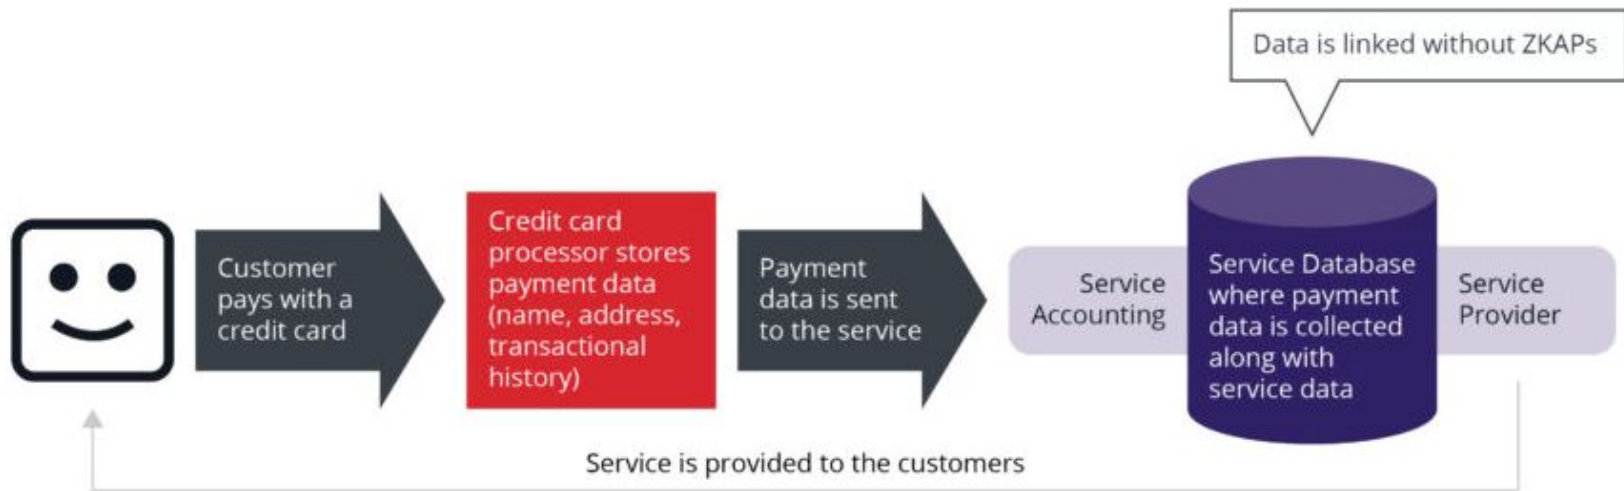 Data is linked without ZKAPs
Customer
pays with a
credit card
Credit card
processor stores
payment data
(name, address,
transactional
history)
Payment
data is sent
to the service
Service
Accounting
Service Database
where payment
data is collected
along with
service data
Service
Provider
Service is provided to the customers